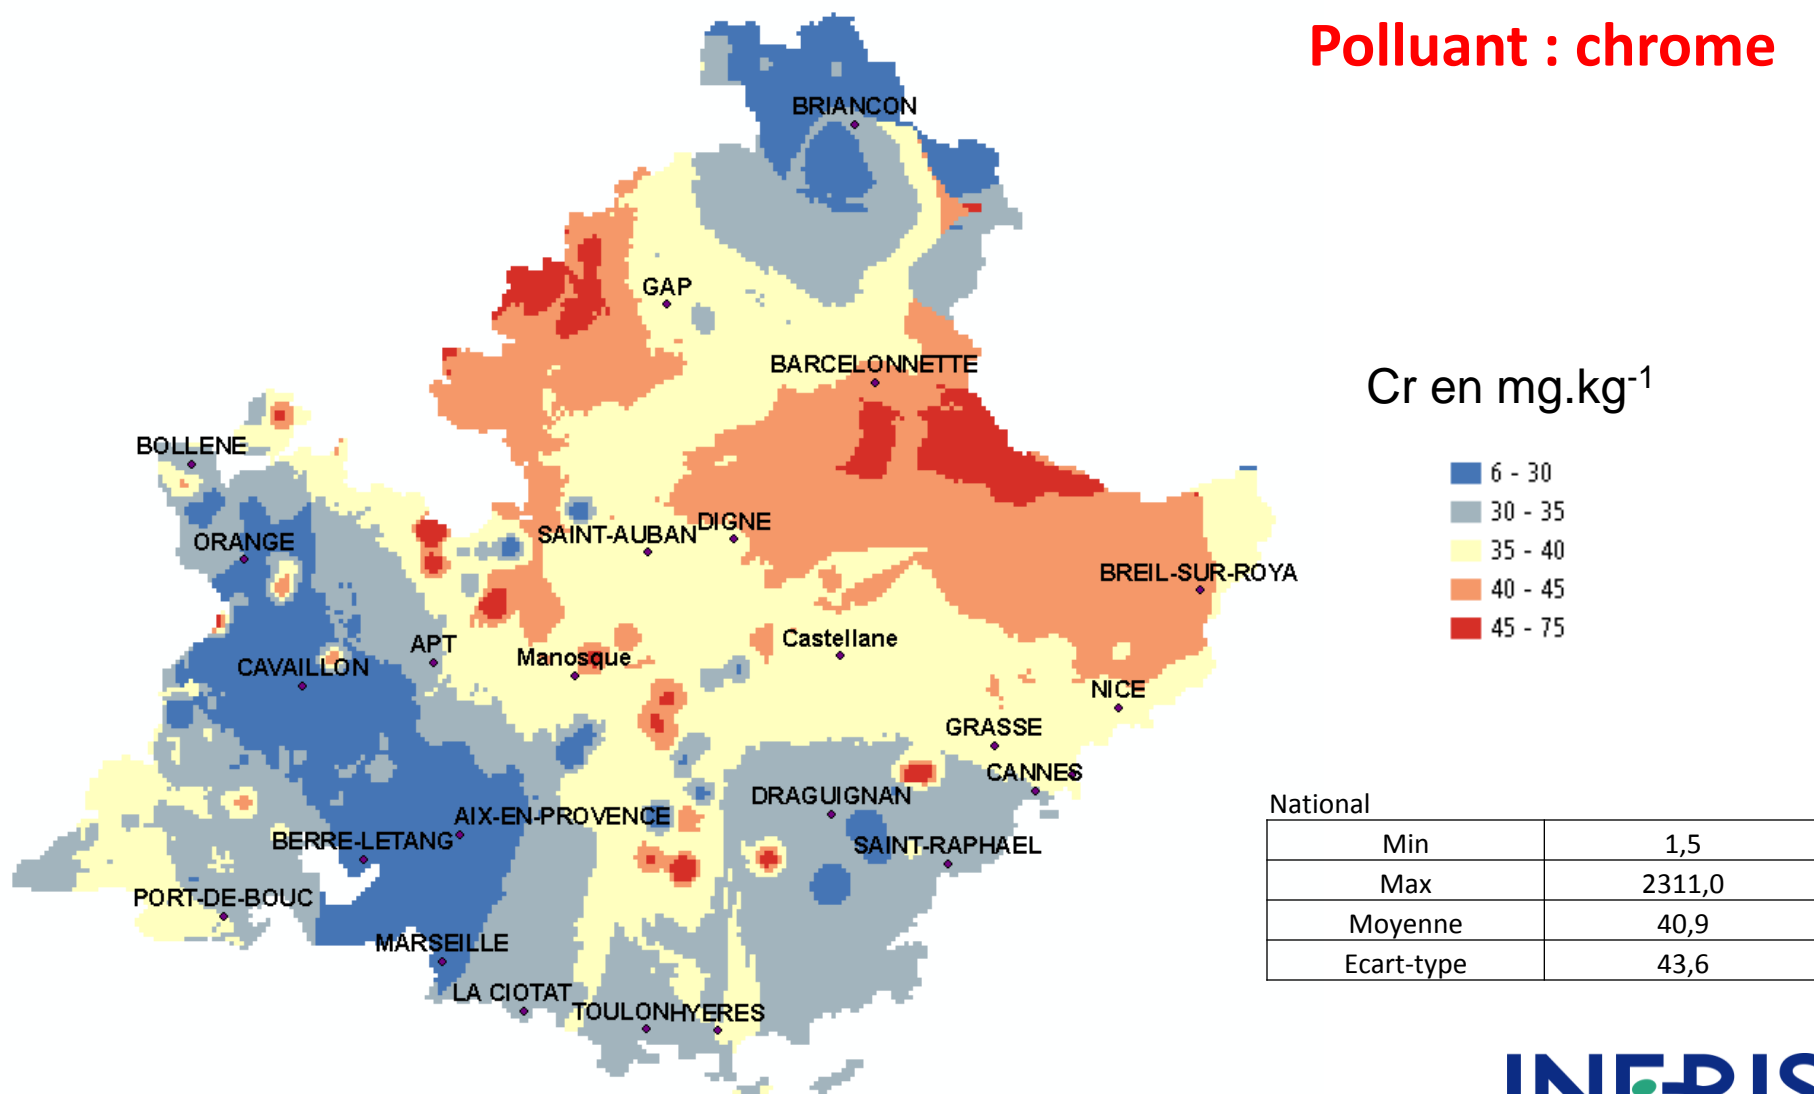 Polluant : chrome
BRIANCON
GAP
BARCELONNETTE
Cr en mg.kg-1
BOLLENE
6 - 30
30 - 35
35 - 40
40 - 45
45 - 75
ORANGE
SAINT-AUBAN
DIGNE
BREIL-SUR-ROYA
APT
Manosque
Castellane
CAVAILLON
NICE
GRASSE
CANNES
DRAGUIGNAN
AIX-EN-PROVENCE
BERRE-LETANG
SAINT-RAPHAEL
PORT-DE-BOUC
MARSEILLE
LA CIOTAT
TOULON
HYERES
National
Min 1,5
Max 2311,0
Moyenne 40,9
Ecart-type 43,6
INERIS